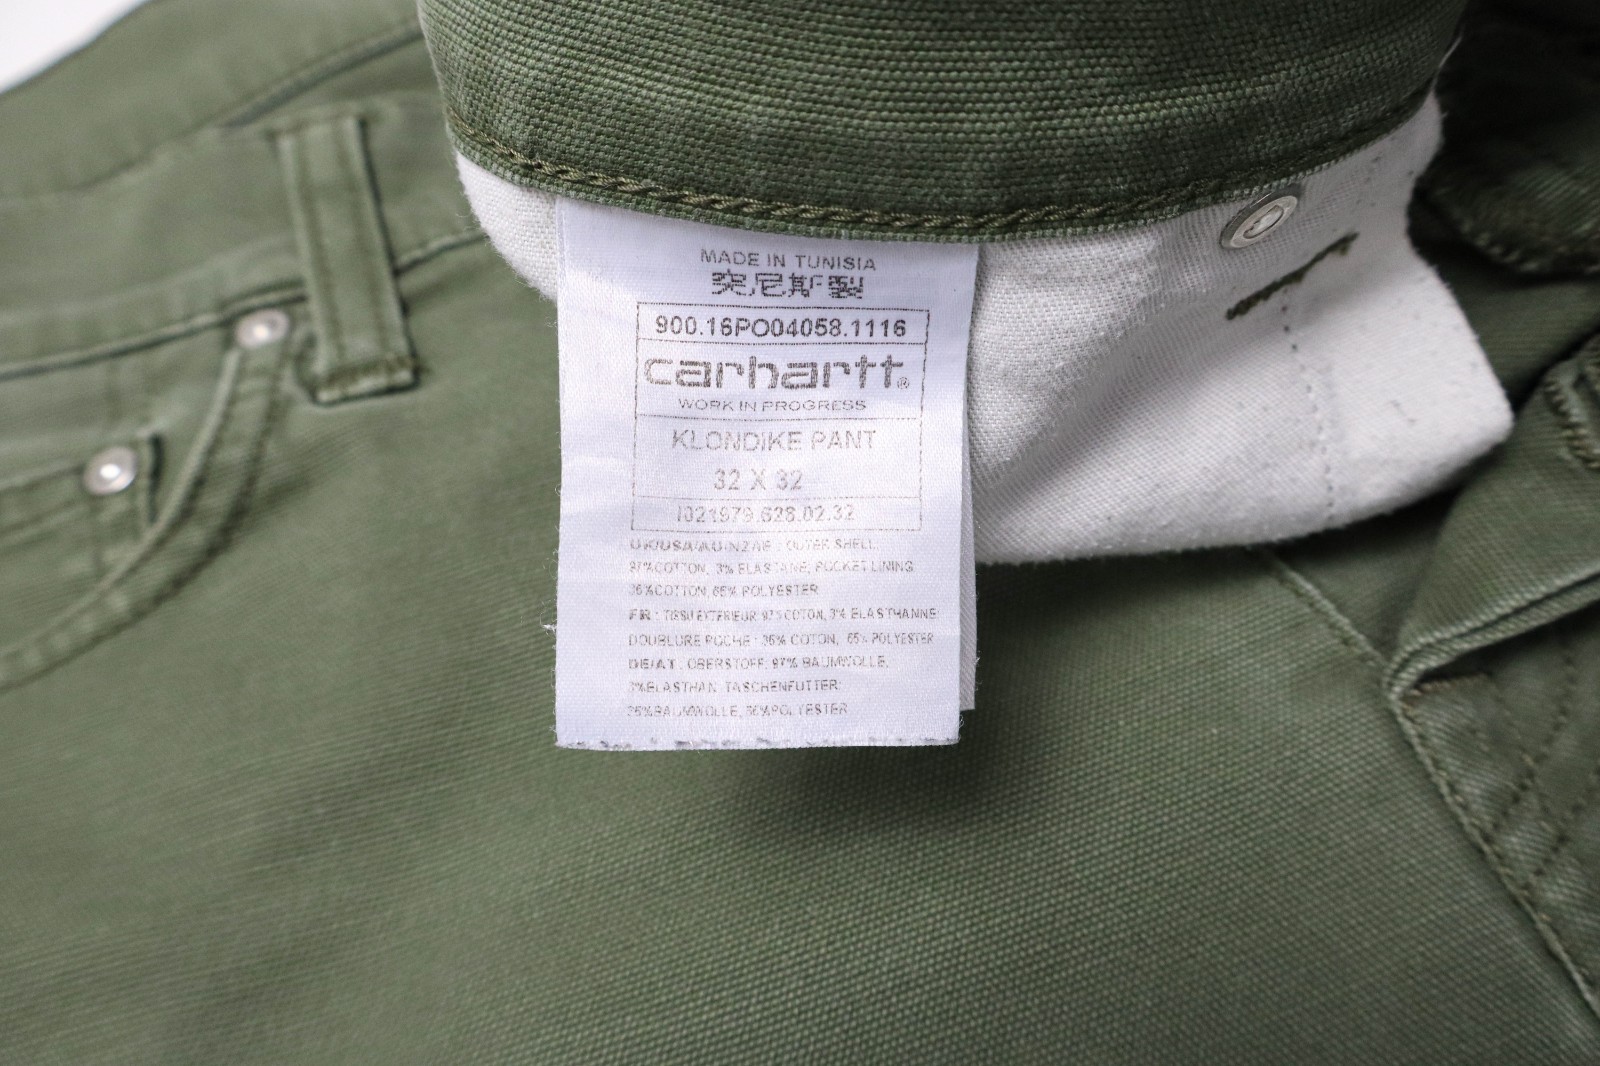 MADE IN TUNISIA
突尼斯製
900.16PO04058.1116
carhartt®
WORK IN PROGRESS
KLONDIKE PANT
32 X 32
I021979.628.02.32
UK/USA/AU/NZ/IE : OUTER SHELL:
97%COTTON, 3% ELASTANE, POCKET LINING
35%COTTON, 65% POLYESTER
FR : TISSU EXTERIEUR 97% COTON, 3% ELASTHANNE
DOUBLURE POCHE : 35% COTON, 65% POLYESTER
DE/AT : OBERSTOFF: 97% BAUMWOLLE,
3%ELASTHAN TASCHENFUTTER:
35%BAUMWOLLE, 65%POLYESTER